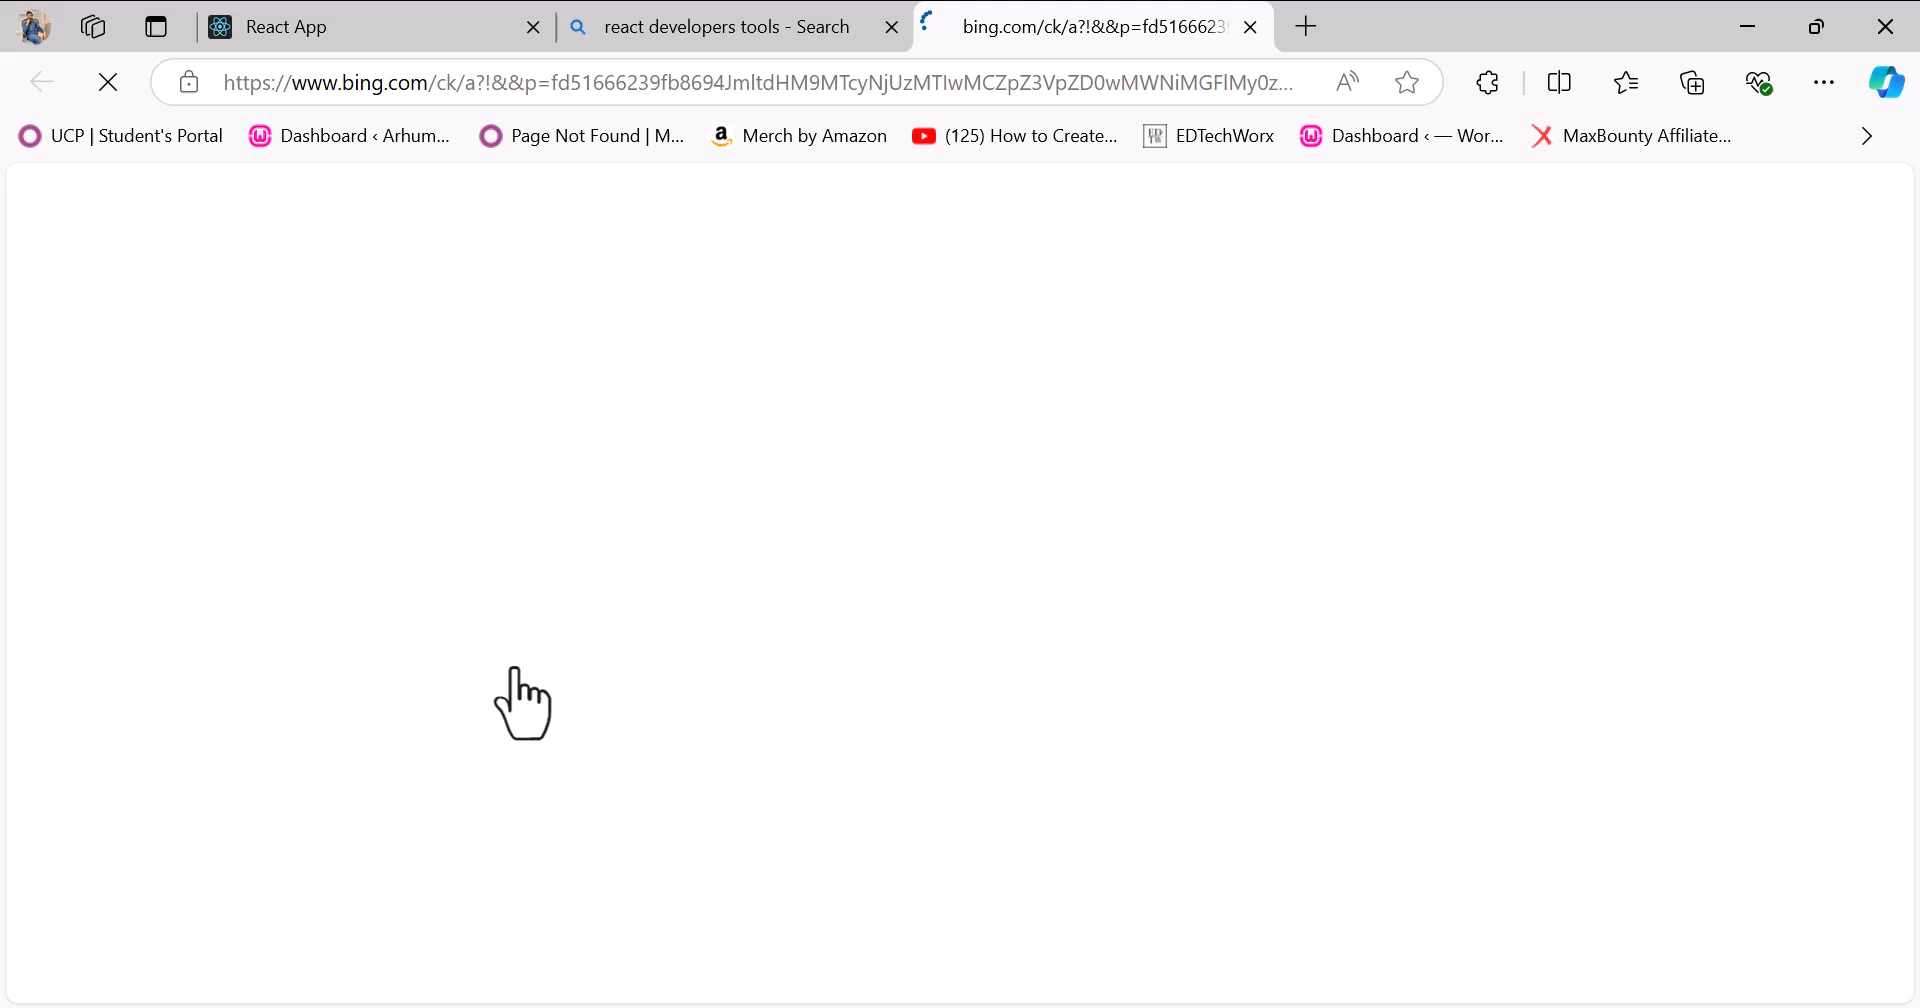 React App
react developers tools - Search
bing.com/ck/a?!&&p=fd5166623
https://www.bing.com/ck/a?!&&p=fd51666239fb8694JmltdHM9MTcyNjUzMTIwMCZpZ3VpZD0wMWNiMGFlMy0z...
UCP | Student's Portal
Dashboard ‹ Arhum...
Page Not Found | M...
Merch by Amazon
(125) How to Create...
EDTechWorx
Dashboard ‹ — Wor...
MaxBounty Affiliate...